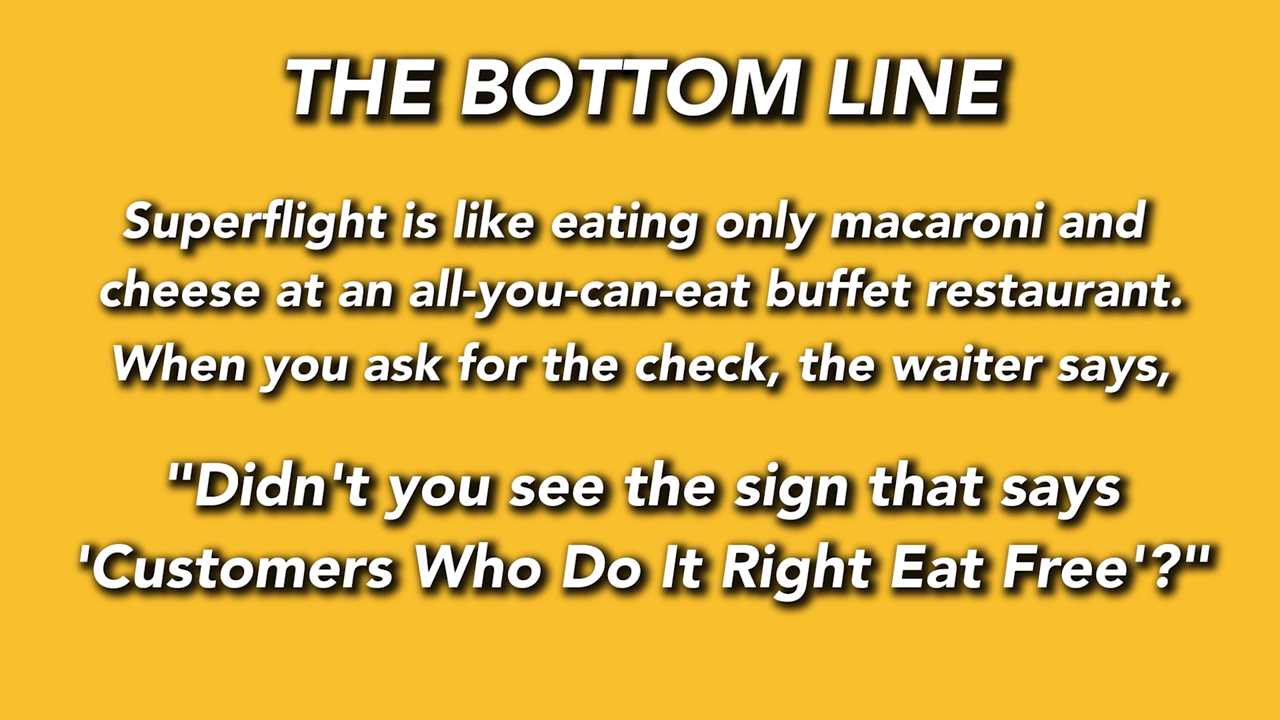 THE BOTTOM LINE
Superflight is like eating only macaroni and
cheese at an all-you-can-eat buffet restaurant.
When you ask for the check, the waiter says,
"Didn't you see the sign that says
'Customers Who Do It Right Eat Free'?"